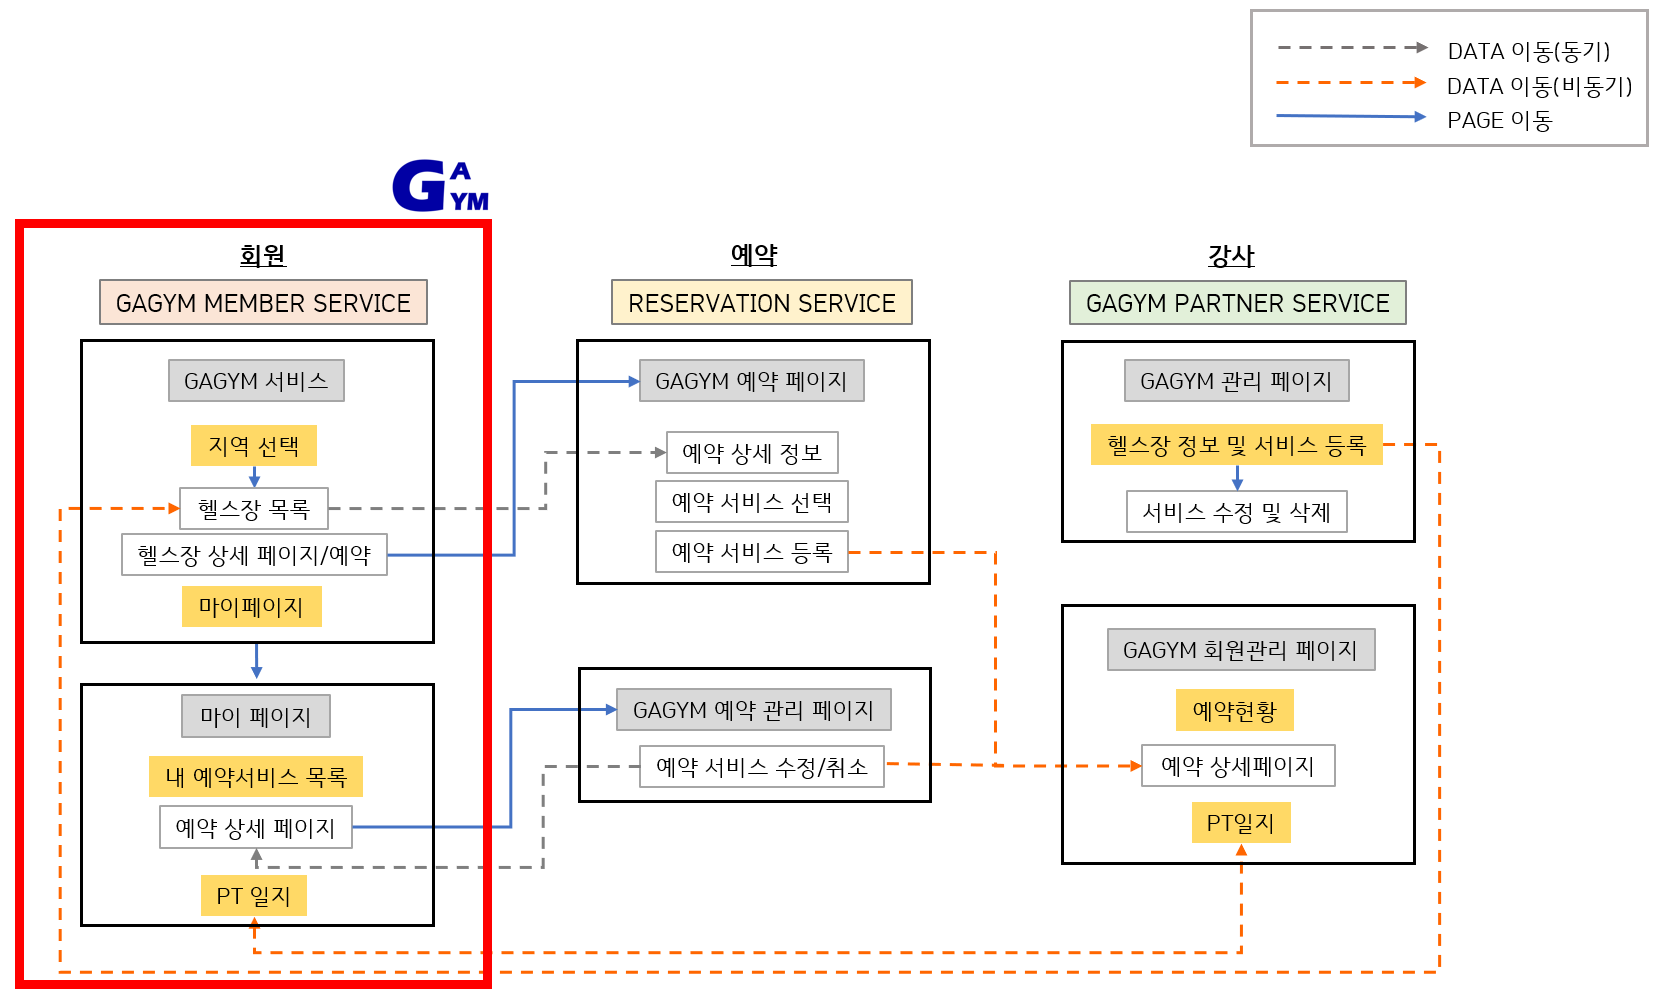 DATA 이동(동기)
DATA 이동(비동기)
PAGE 이동
GA
YM
회원
GAGYM MEMBER SERVICE
GAGYM 서비스
지역 선택
헬스장 목록
헬스장 상세 페이지/예약
마이페이지
마이 페이지
내 예약서비스 목록
예약 상세 페이지
PT 일지
예약
RESERVATION SERVICE
GAGYM 예약 페이지
예약 상세 정보
예약 서비스 선택
예약 서비스 등록
GAGYM 예약 관리 페이지
예약 서비스 수정/취소
강사
GAGYM PARTNER SERVICE
GAGYM 관리 페이지
헬스장 정보 및 서비스 등록
서비스 수정 및 삭제
GAGYM 회원관리 페이지
예약현황
예약 상세페이지
PT일지